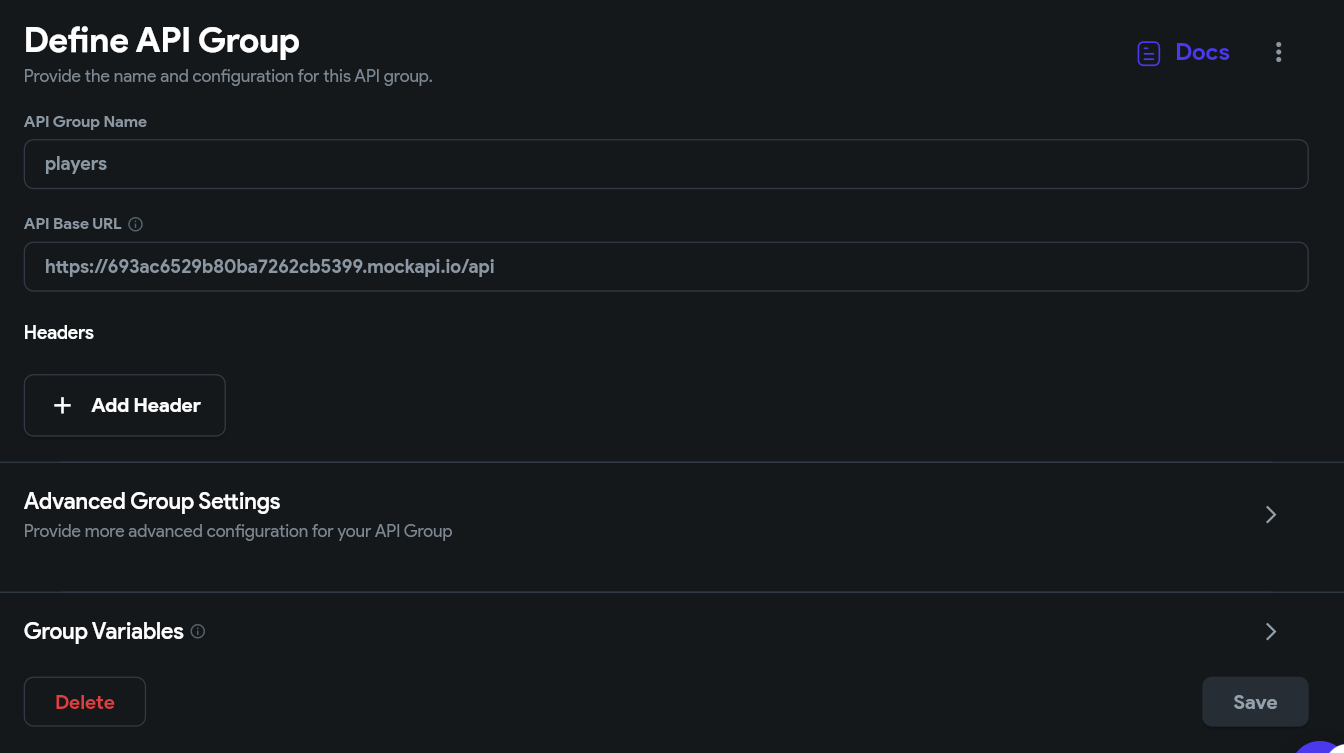 Define API Group
Provide the name and configuration for this API group.
Docs
API Group Name
players
API Base URL
https://693ac6529b80ba7262cb5399.mockapi.io/api
Headers
+ Add Header
Advanced Group Settings
Provide more advanced configuration for your API Group
Group Variables
Delete
Save